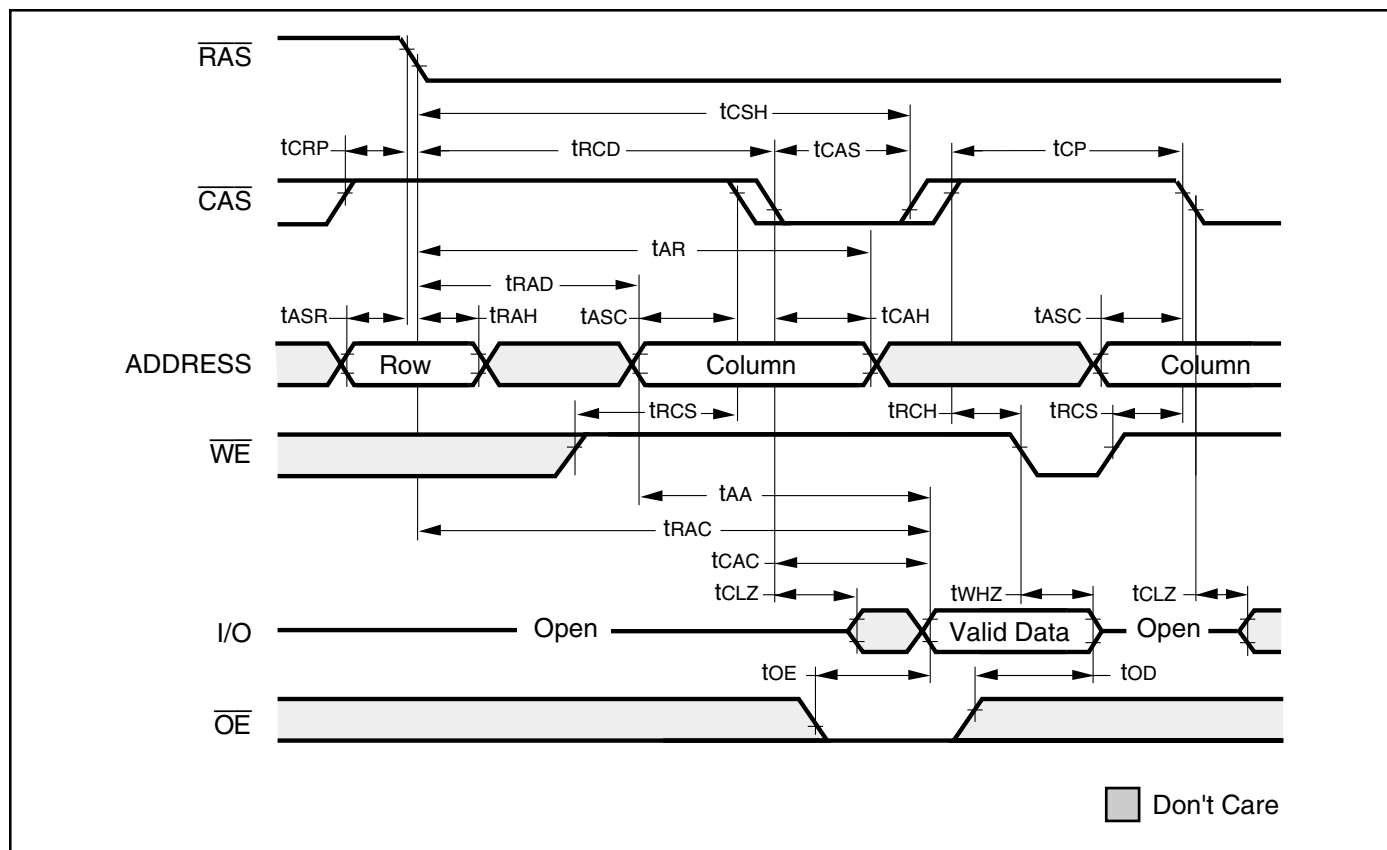 RAS
tCSH
tCRP tRCD tCAS tCP
CAS
tAR
tRAD
tASR tRAH tASC tCAH tASC
ADDRESS Row Column Column
tRCS tRCH tRCS
WE
tAA
tRAC
tCAC
tCLZ tWHZ tCLZ
I/O Open Valid Data Open
tOE tOD
OE
Don't Care